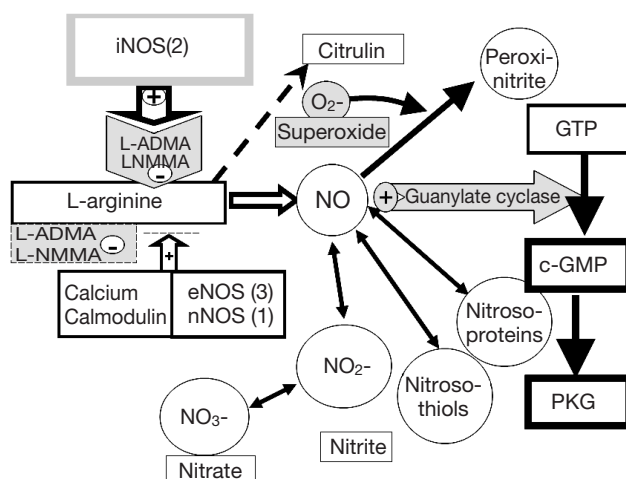 iNOS(2)
+
L-ADMA
LNMMA
-
L-arginine
L-ADMA
L-NMMA
-
+
Calcium
Calmodulin
eNOS (3)
nNOS (1)
Citrulin
O2-
Superoxide
Peroxi-
nitrite
NO
+
Guanylate cyclase
GTP
c-GMP
PKG
Nitroso-
proteins
Nitroso-
thiols
NO2-
Nitrite
NO3-
Nitrate